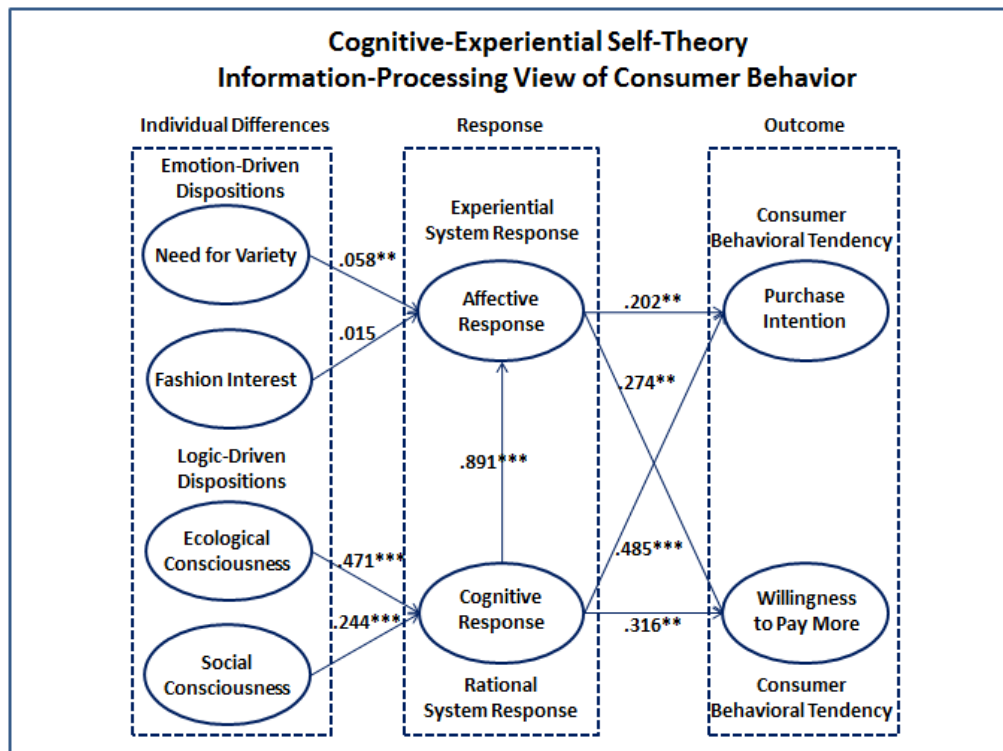 Cognitive-Experiential Self-Theory
Information-Processing View of Consumer Behavior
Individual Differences
Response
Outcome
Emotion-Driven
Dispositions
Need for Variety
.058**
Fashion Interest
.015
Logic-Driven
Dispositions
Ecological
Consciousness
.471***
Social
Consciousness
.244***
Experiential
System Response
Affective
Response
.891***
Cognitive
Response
Rational
System Response
.202**
.274**
.485***
.316**
Consumer
Behavioral Tendency
Purchase
Intention
Willingness
to Pay More
Consumer
Behavioral Tendency